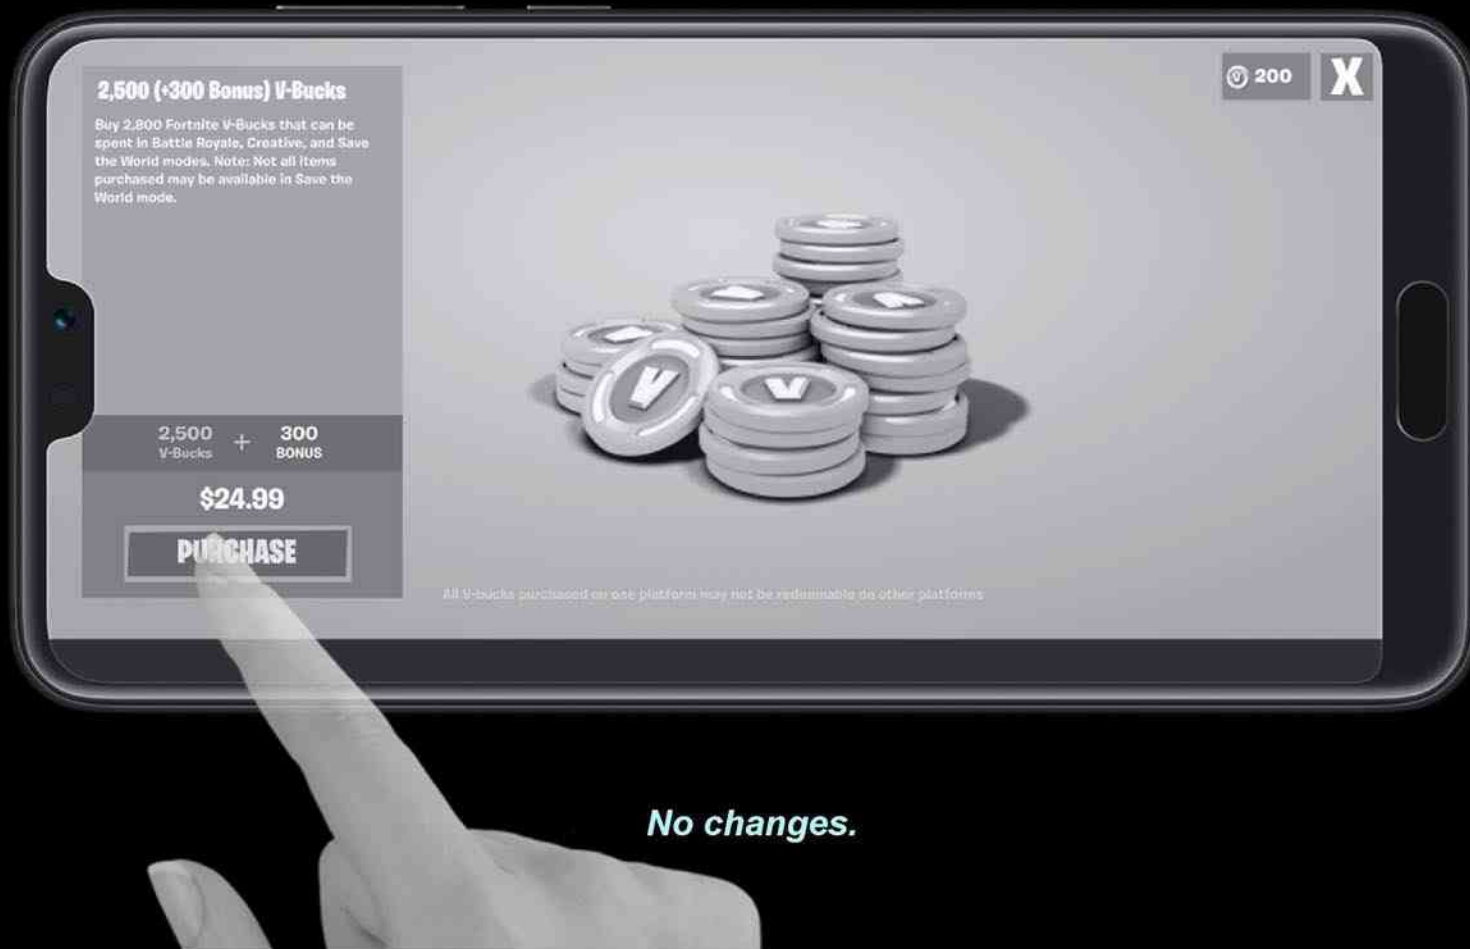 2,500 (+300 Bonus) V-Bucks
Buy 2,800 Fortnite V-Bucks that can be
spent in Battle Royale, Creative, and Save
the World modes. Note: Not all items
purchased may be available in Save the
World mode.
200
X
2,500 + 300
V-Bucks BONUS
$24.99
PURCHASE
All V-bucks purchased on one platform may not be redeemable on other platforms
No changes.